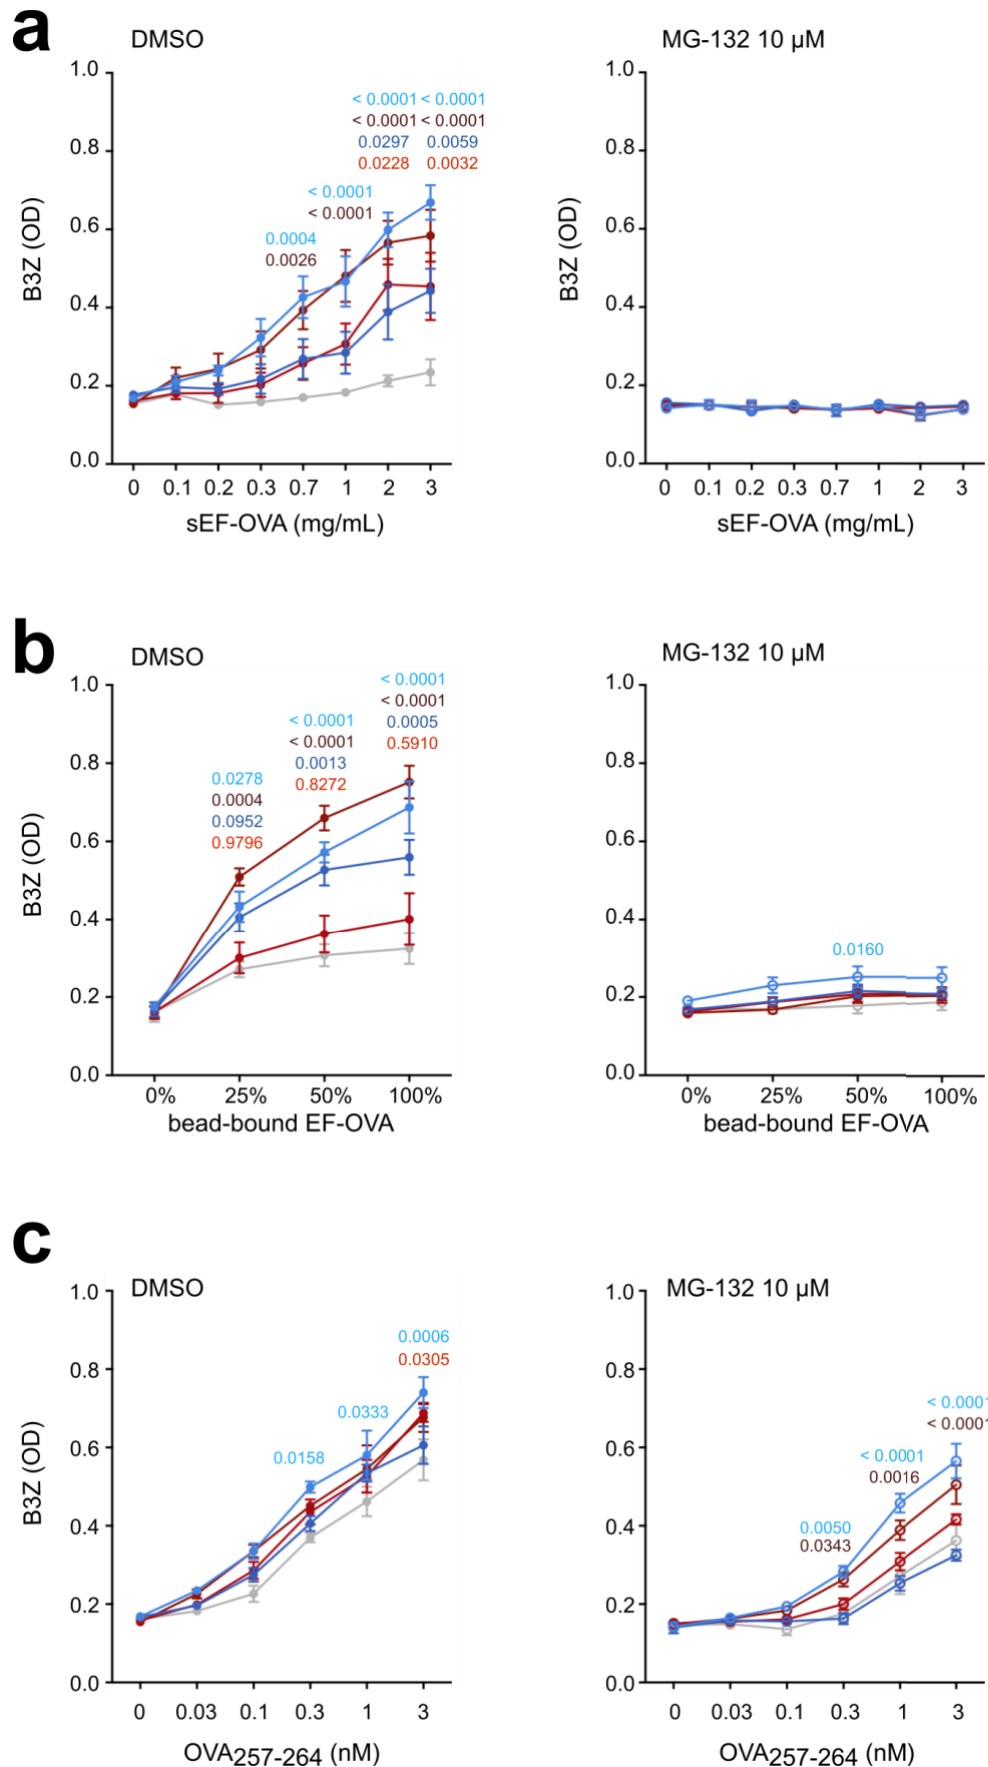 a
DMSO
MG-132 10 µM
< 0.0001 < 0.0001
< 0.0001 < 0.0001
0.0297 0.0059
0.0228 0.0032
< 0.0001
< 0.0001
0.0004
0.0026
B3Z (OD)
1.0
0.8
0.6
0.4
0.2
0.0
0 0.1 0.2 0.3 0.7 1 2 3
sEF-OVA (mg/mL)
B3Z (OD)
1.0
0.8
0.6
0.4
0.2
0.0
0 0.1 0.2 0.3 0.7 1 2 3
sEF-OVA (mg/mL)
b
DMSO
MG-132 10 µM
< 0.0001
< 0.0001
0.0005
0.5910
< 0.0001
< 0.0001
0.0013
0.8272
0.0278
0.0004
0.0952
0.9796
B3Z (OD)
1.0
0.8
0.6
0.4
0.2
0.0
0% 25% 50% 100%
bead-bound EF-OVA
1.0
0.8
0.6
0.4
0.2
0.0
0.0160
0% 25% 50% 100%
bead-bound EF-OVA
c
DMSO
MG-132 10 µM
0.0006
0.0305
0.0333
0.0158
B3Z (OD)
1.0
0.8
0.6
0.4
0.2
0.0
0 0.03 0.1 0.3 1 3
OVA257-264 (nM)
< 0.0001
< 0.0001
< 0.0001
0.0016
0.0050
0.0343
1.0
0.8
0.6
0.4
0.2
0.0
0 0.03 0.1 0.3 1 3
OVA257-264 (nM)